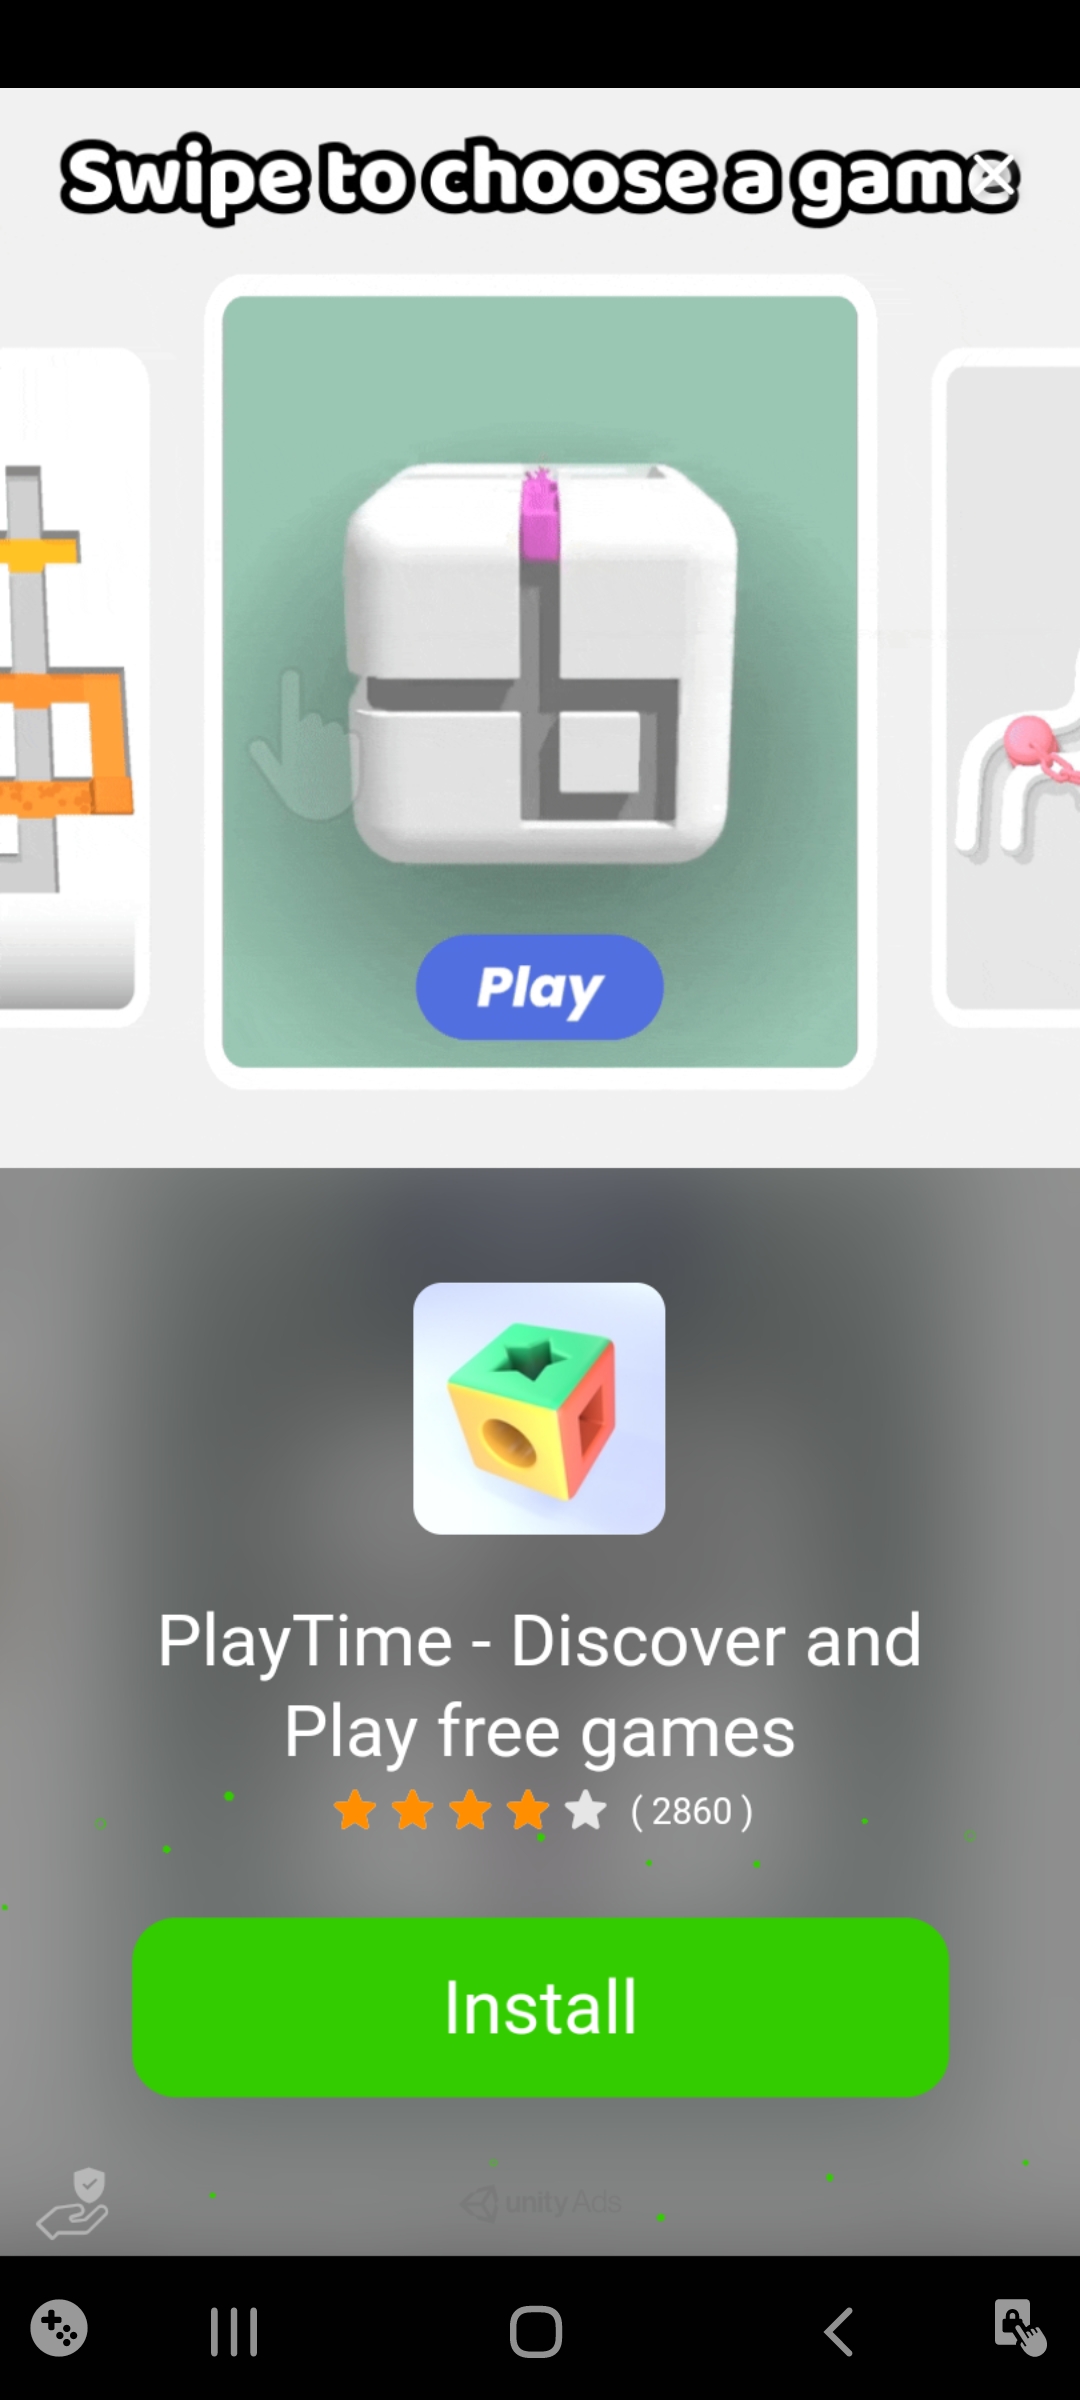 Swipe to choose a game
Play
PlayTime - Discover and
Play free games
( 2860 )
Install
unity Ads